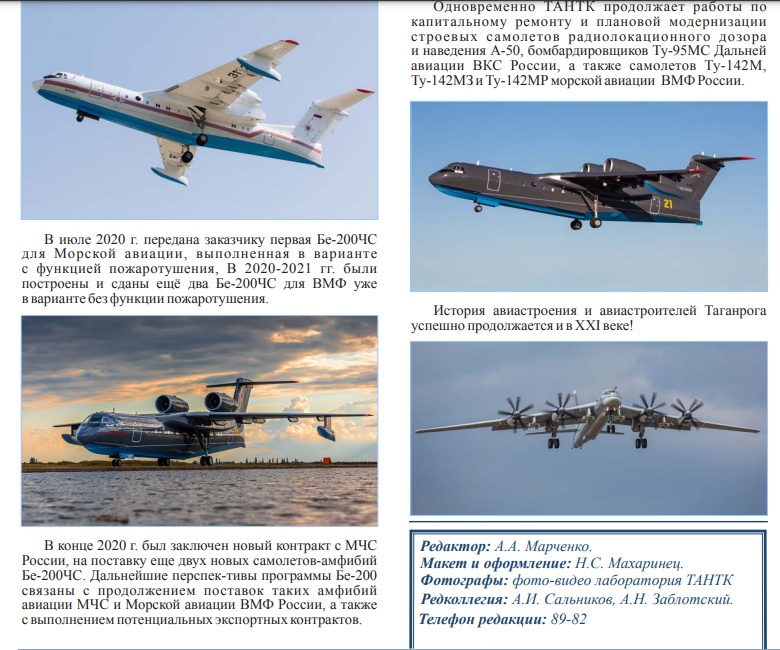 31
В июле 2020 г. передана заказчику первая Бе-200ЧС
для Морской авиации, выполненная в варианте
с функцией пожаротушения, В 2020-2021 гг. были
построены и сданы ещё два Бе-200ЧС для ВМФ уже
в варианте без функции пожаротушения.
В конце 2020 г. был заключен новый контракт с МЧС
России, на поставку еще двух новых самолетов-амфибий
Бе-200ЧС. Дальнейшие перспек-тивы программы Бе-200
связаны с продолжением поставок таких амфибий
авиации МЧС и Морской авиации ВМФ России, а также
с выполнением потенциальных экспортных контрактов.
Одновременно ТАНТК продолжает работы по
капитальному ремонту и плановой модернизации
строевых самолетов радиолокационного дозора
и наведения А-50, бомбардировщиков Ту-95МС Дальней
авиации ВКС России, а также самолетов Ту-142М,
Ту-142МЗ и Ту-142МР морской авиации ВМФ России.
21
История авиастроения и авиастроителей Таганрога
успешно продолжается и в XXI веке!
Редактор: А.А. Марченко.
Макет и оформление: Н.С. Махаринец.
Фотографы: фото-видео лаборатория ТАНТК
Редколлегия: А.И. Сальников, А.Н. Заблотский.
Телефон редакции: 89-82